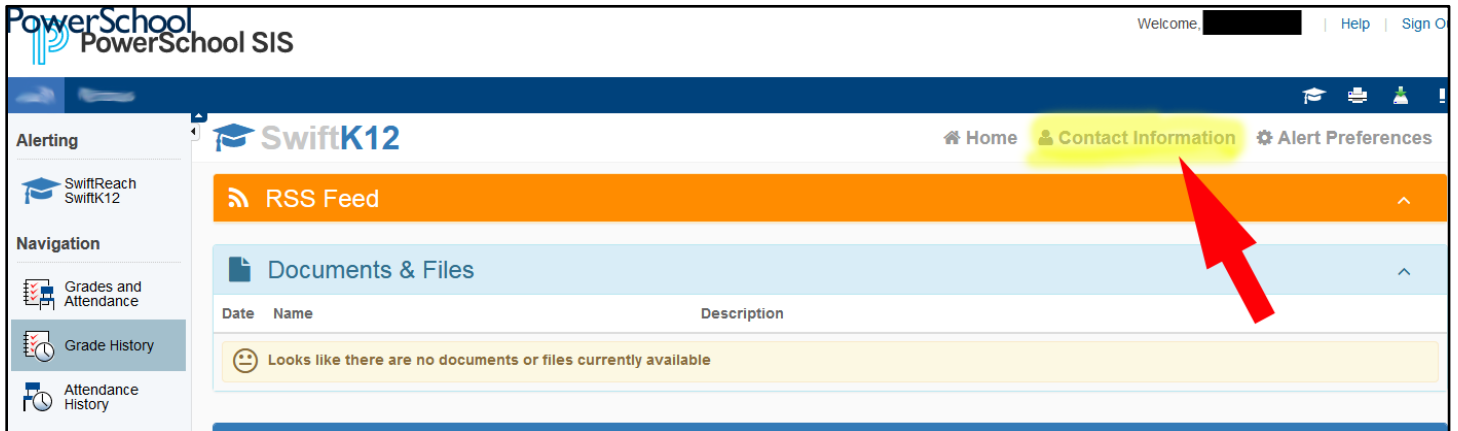 PowerSchool
PowerSchool SIS
Welcome,
Help
Sign O
Alerting
SwiftK12
Home
Contact Information
Alert Preferences
SwiftReach
SwiftK12
RSS Feed
Navigation
Documents & Files
Grades and
Attendance
Date Name Description
Grade History
Looks like there are no documents or files currently available
Attendance
History